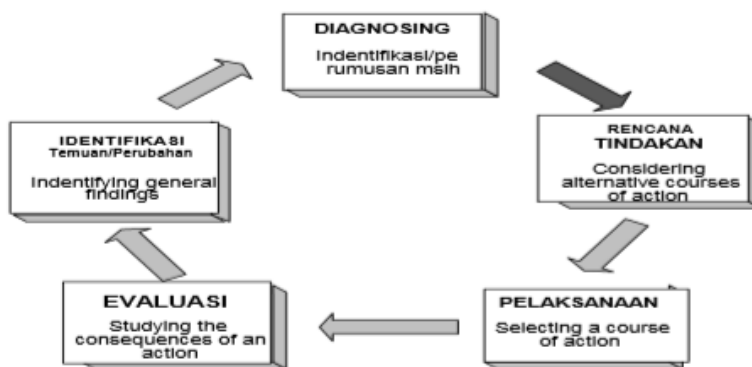 DIAGNOSING
Indentifikasi/pe
rumusan mslh
RENCANA
TINDAKAN
Considering
alternative courses
of action
PELAKSANAAN
Selecting a course
of action
EVALUASI
Studying the
consequences of an
action
IDENTIFIKASI
Temuan/Perubahan
Indentifying general
findings